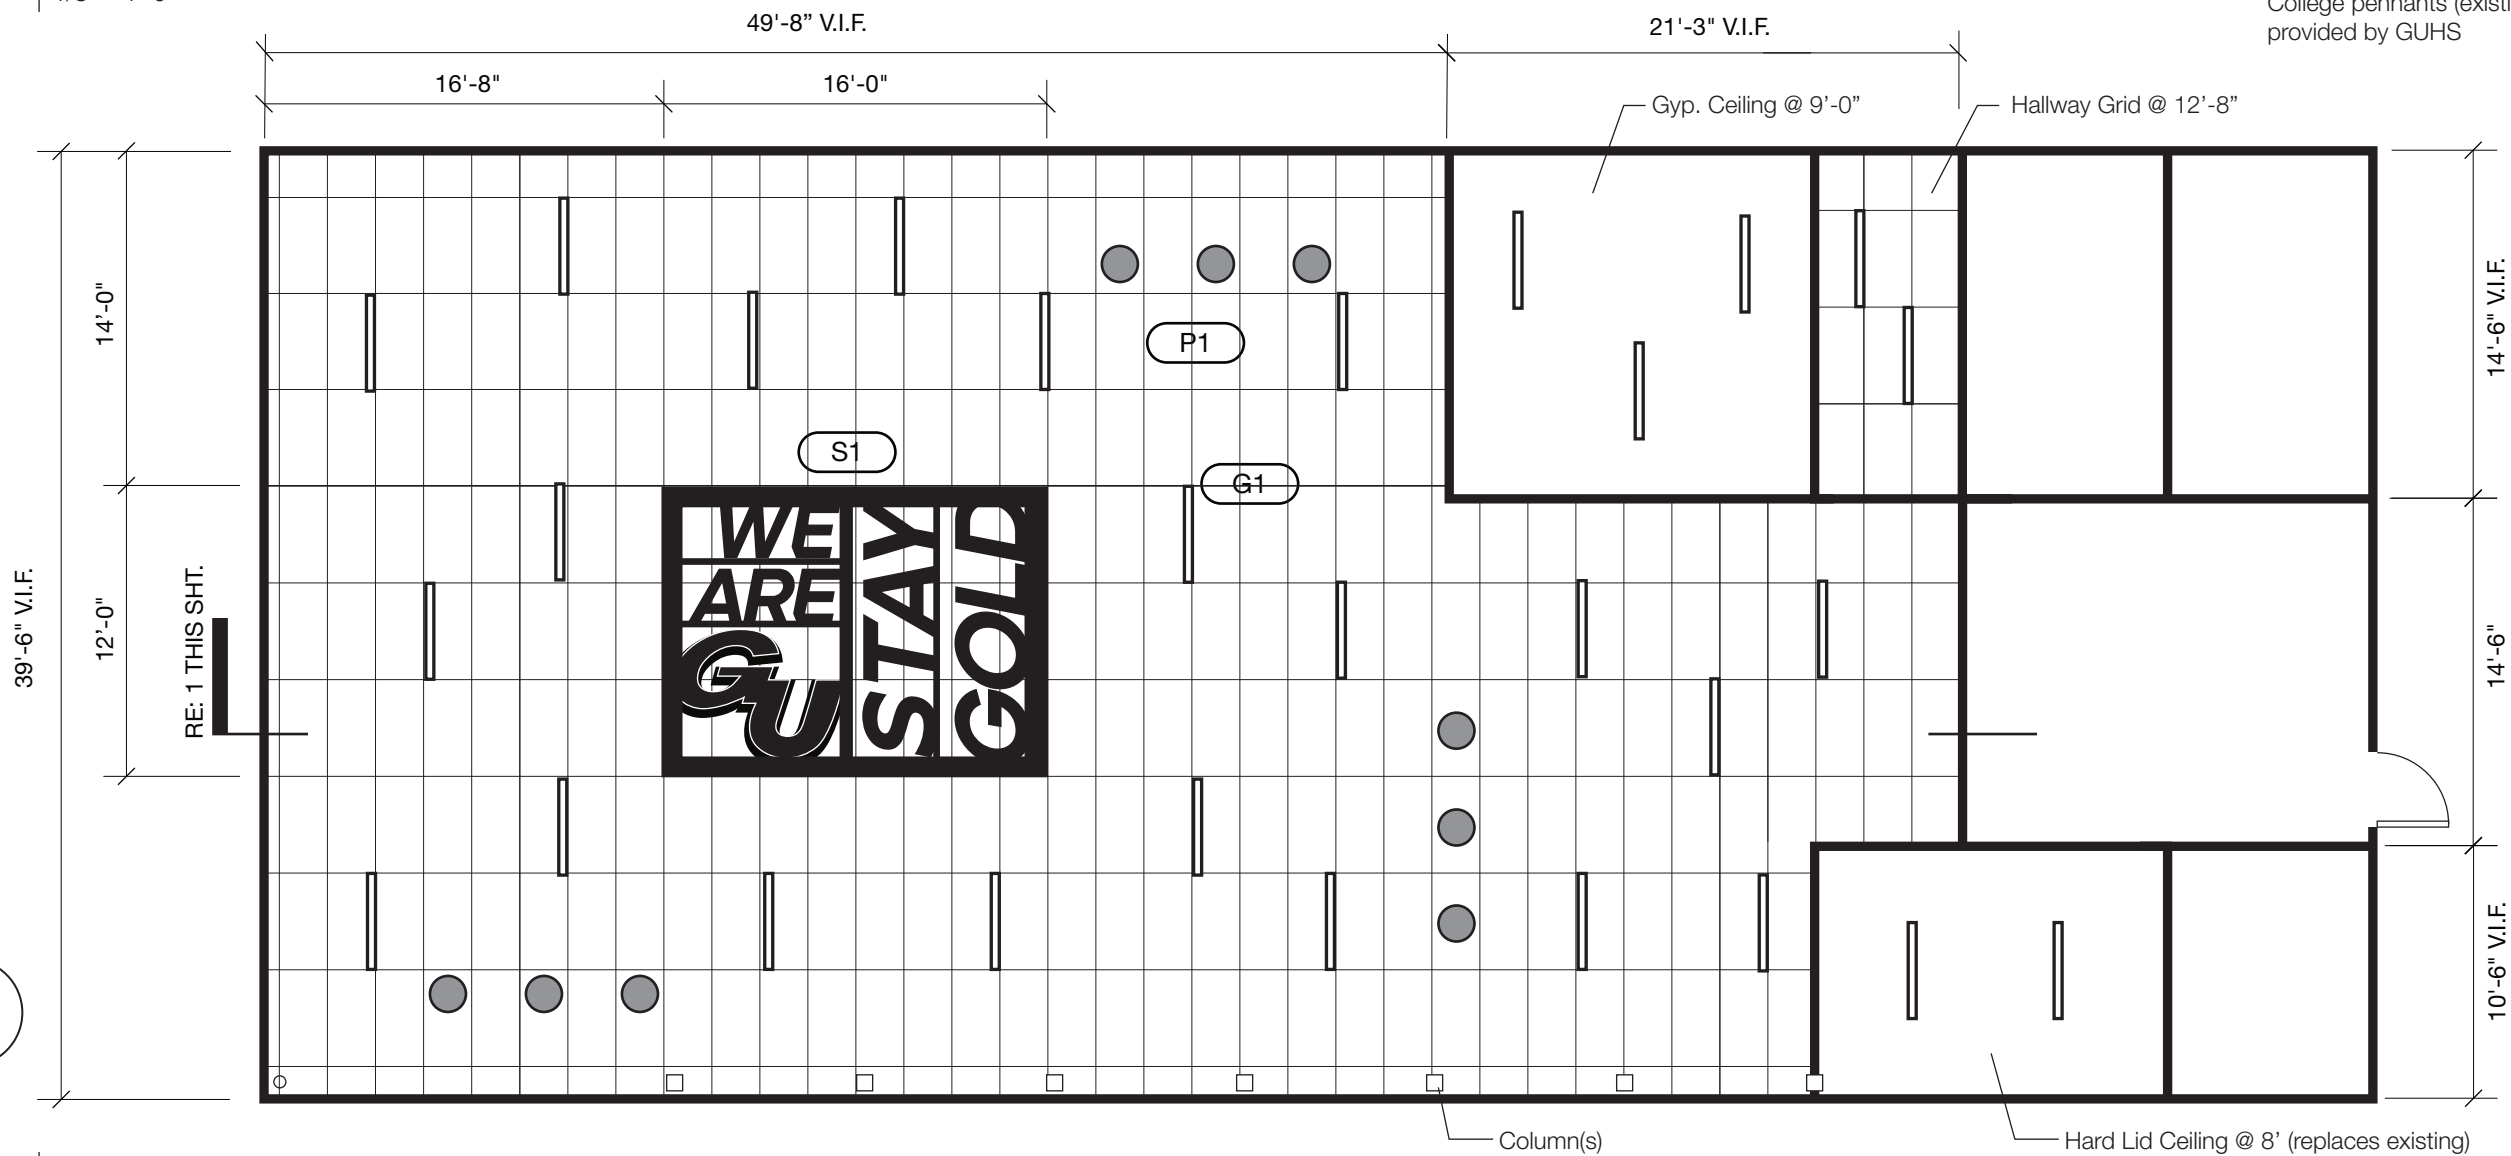 College pennants
provided by GUHS
49'-8” V.I.F.
21'-3" V.I.F.
16'-8"
16'-0"
Gyp. Ceiling @ 9’-0”
Hallway Grid @ 12’-8”
14’-0"
12’-0"
39'-6" V.I.F.
RE: 1 THIS SHT.
P1
S1
G1
WE
ARE
GU
STAY
GOLD
14'-6" V.I.F.
14'-6"
10'-6" V.I.F.
Column(s)
Hard Lid Ceiling @ 8’ (replaces existing)